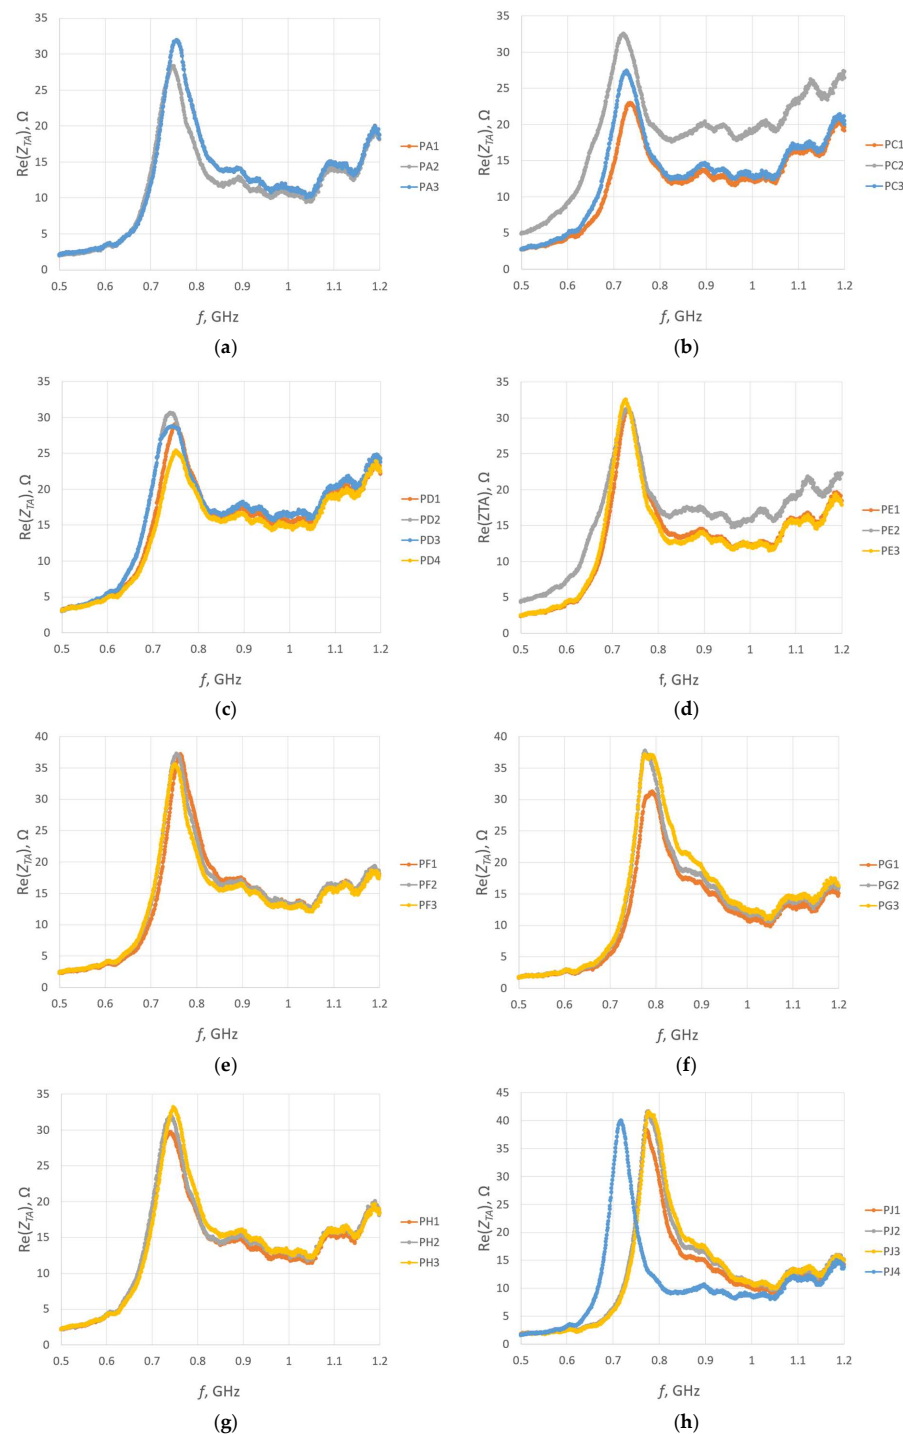 35
30
25
20
15
10
5
0
Re(Z_TA), Ω
0.5 0.6 0.7 0.8 0.9 1 1.1 1.2
f, GHz
PA1
PA2
PA3
(a)
35
30
25
20
15
10
5
0
Re(Z_TA), Ω
0.5 0.6 0.7 0.8 0.9 1 1.1 1.2
f, GHz
PC1
PC2
PC3
(b)
35
30
25
20
15
10
5
0
Re(Z_TA), Ω
0.5 0.6 0.7 0.8 0.9 1 1.1 1.2
f, GHz
PD1
PD2
PD3
PD4
(c)
35
30
25
20
15
10
5
0
Re(ZTA), Ω
0.5 0.6 0.7 0.8 0.9 1 1.1 1.2
f, GHz
PE1
PE2
PE3
(d)
40
35
30
25
20
15
10
5
0
Re(Z_TA), Ω
0.5 0.6 0.7 0.8 0.9 1 1.1 1.2
f, GHz
PF1
PF2
PF3
(e)
40
35
30
25
20
15
10
5
0
Re(Z_TA), Ω
0.5 0.6 0.7 0.8 0.9 1 1.1 1.2
f, GHz
PG1
PG2
PG3
(f)
35
30
25
20
15
10
5
0
Re(Z_TA), Ω
0.5 0.6 0.7 0.8 0.9 1 1.1 1.2
f, GHz
PH1
PH2
PH3
(g)
45
40
35
30
25
20
15
10
5
0
Re(Z_TA), Ω
0.5 0.6 0.7 0.8 0.9 1 1.1 1.2
f, GHz
PJ1
PJ2
PJ3
PJ4
(h)